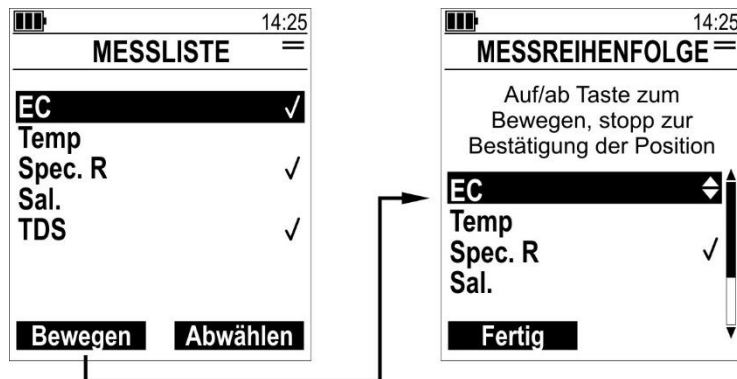 14:25
MESSLISTE
EC √
Temp
Spec. R √
Sal.
TDS √
Bewegen Abwählen
14:25
MESSREIHENFOLGE
Auf/ab Taste zum
Bewegen, stopp zur
Bestätigung der Position
EC
Temp
Spec. R √
Sal.
Fertig